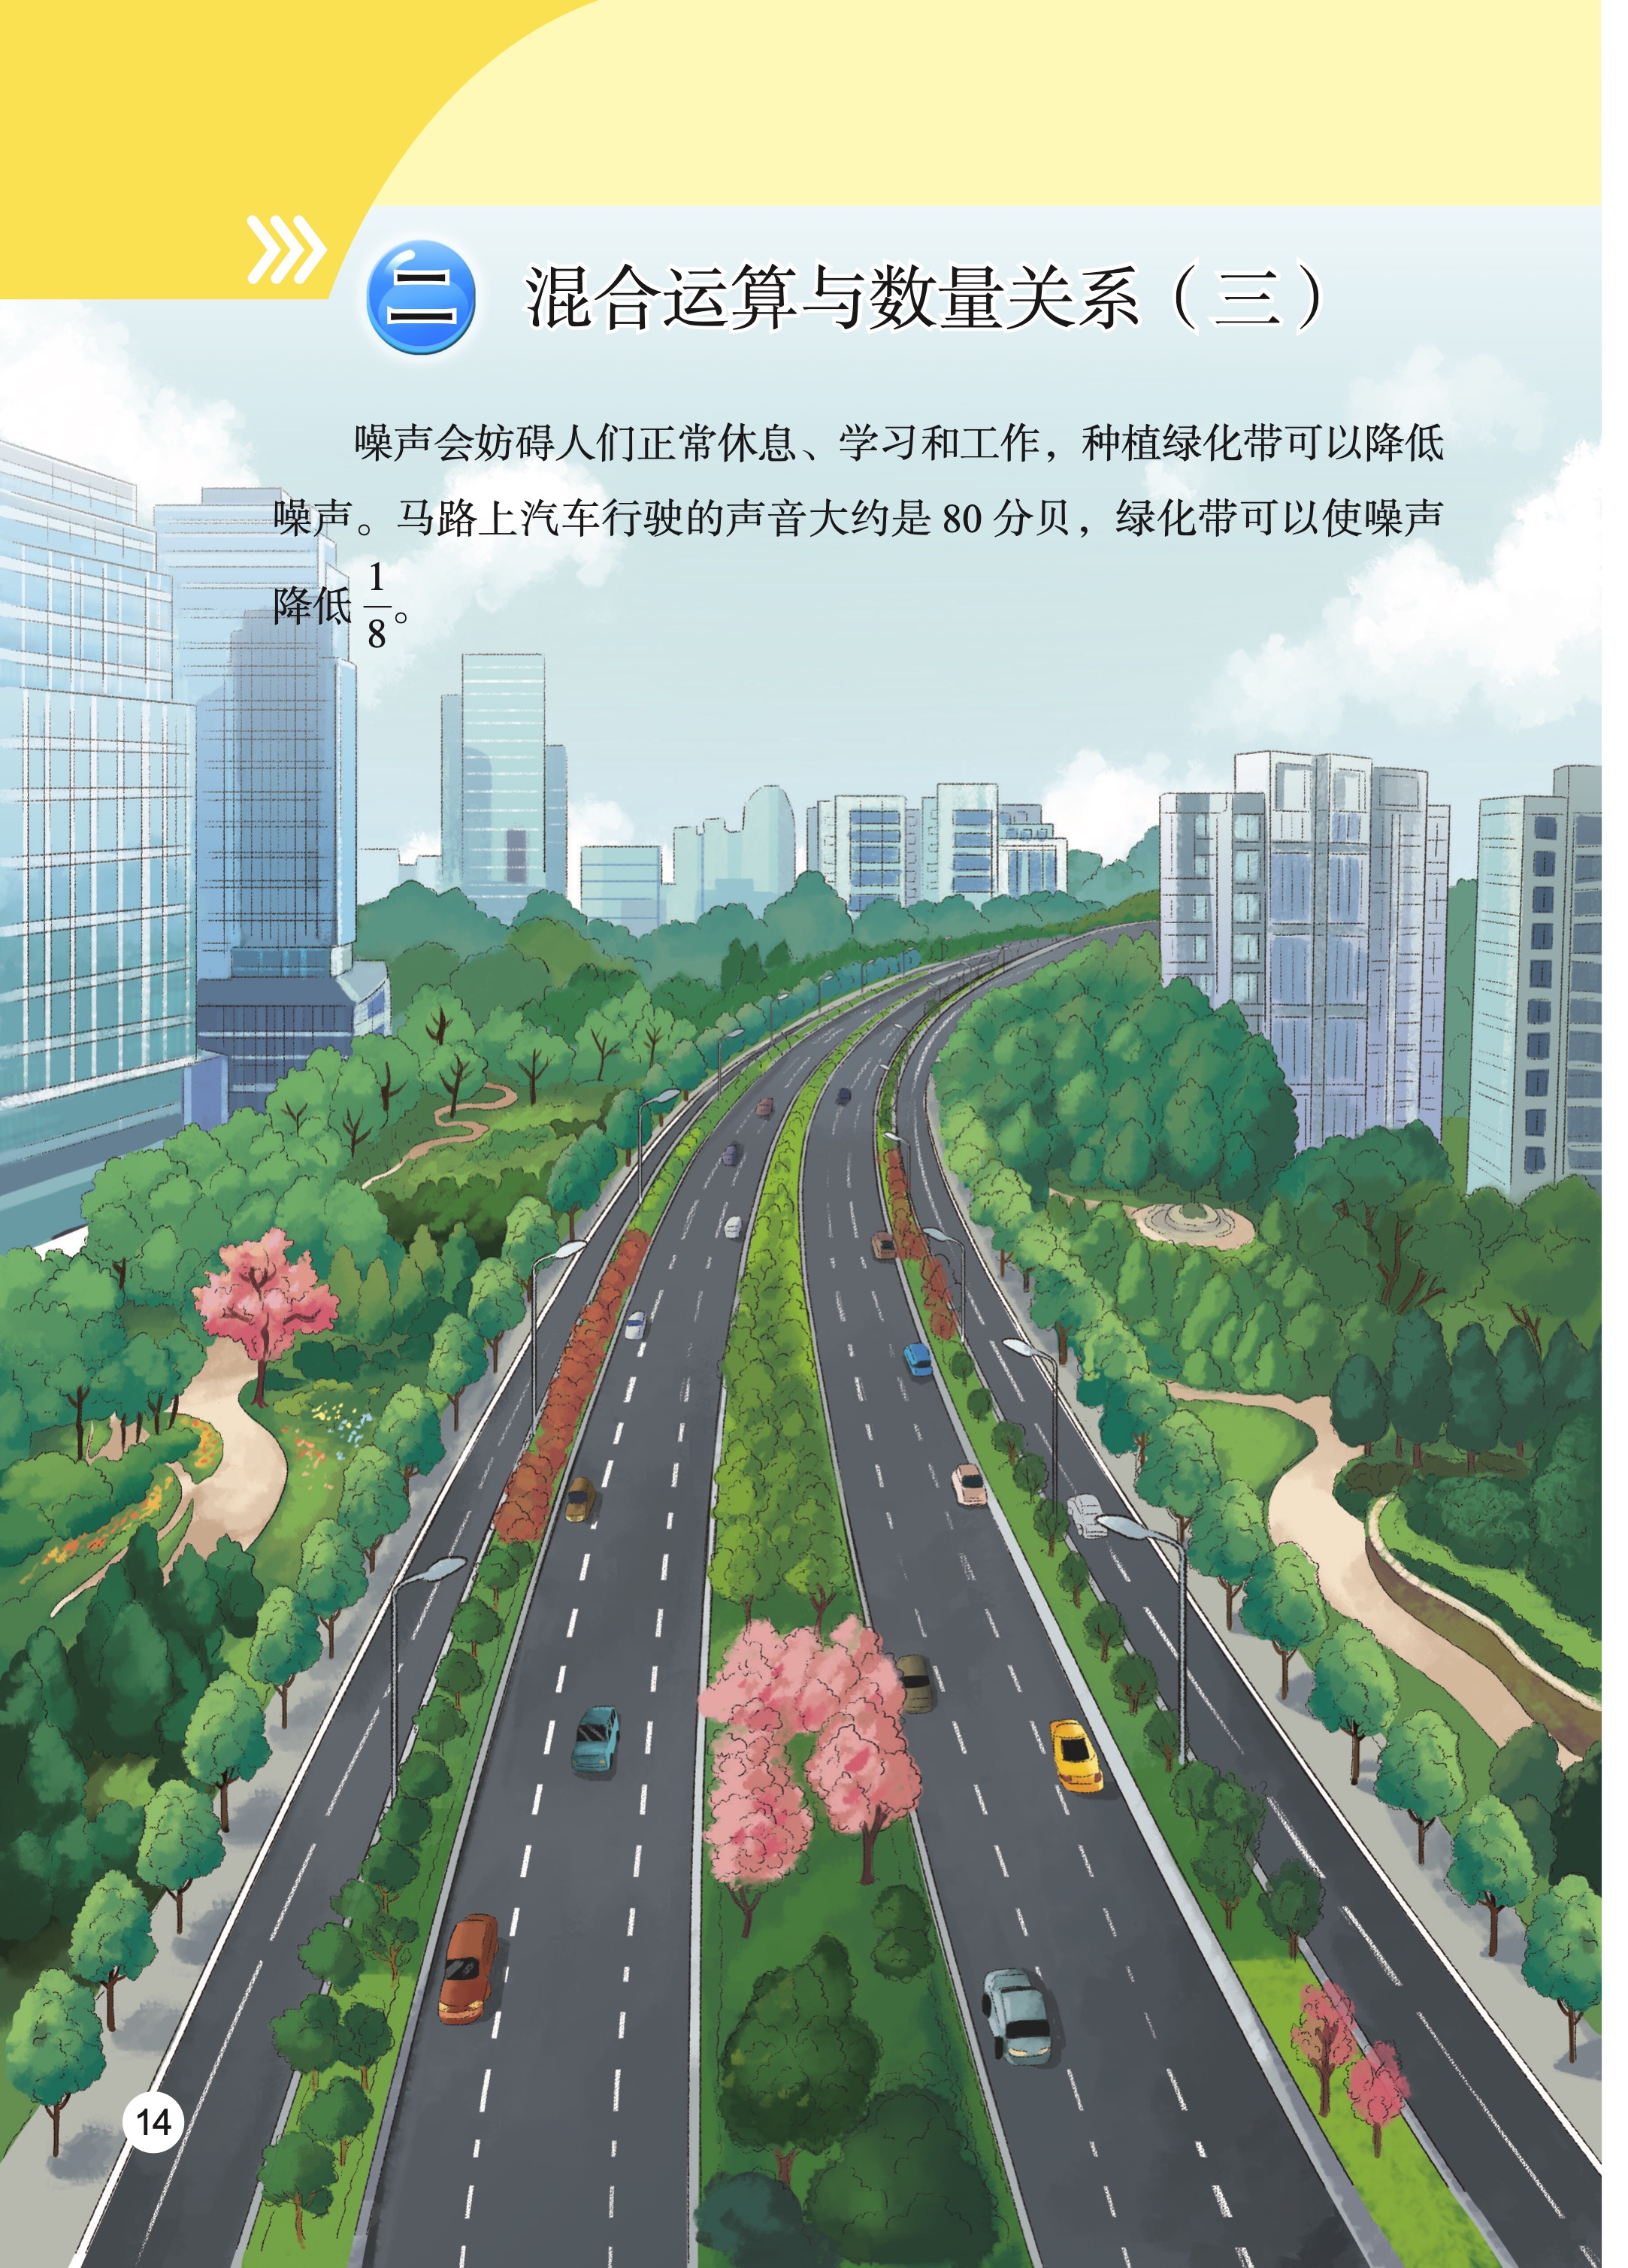 二 混合运算与数量关系（三）
噪声会妨碍人们正常休息、学习和工作，种植绿化带可以降低
噪声。马路上汽车行驶的声音大约是 80 分贝，绿化带可以使噪声
降低 1/8。
14